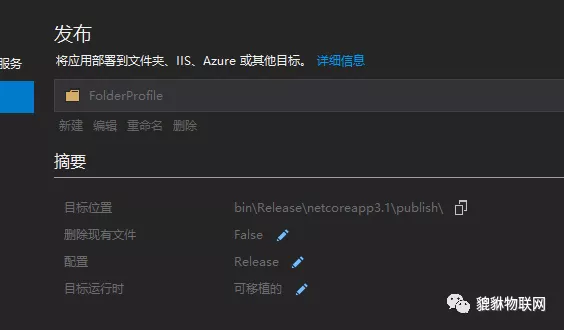 发布
将应用部署到文件夹、IIS、Azure 或其他目标。 详细信息
服务
FolderProfile
新建 编辑 重命名 删除
摘要
目标位置 bin\Release\netcoreapp3.1\publish\
删除现有文件 False
配置 Release
目标运行时 可移植的
貔貅物联网